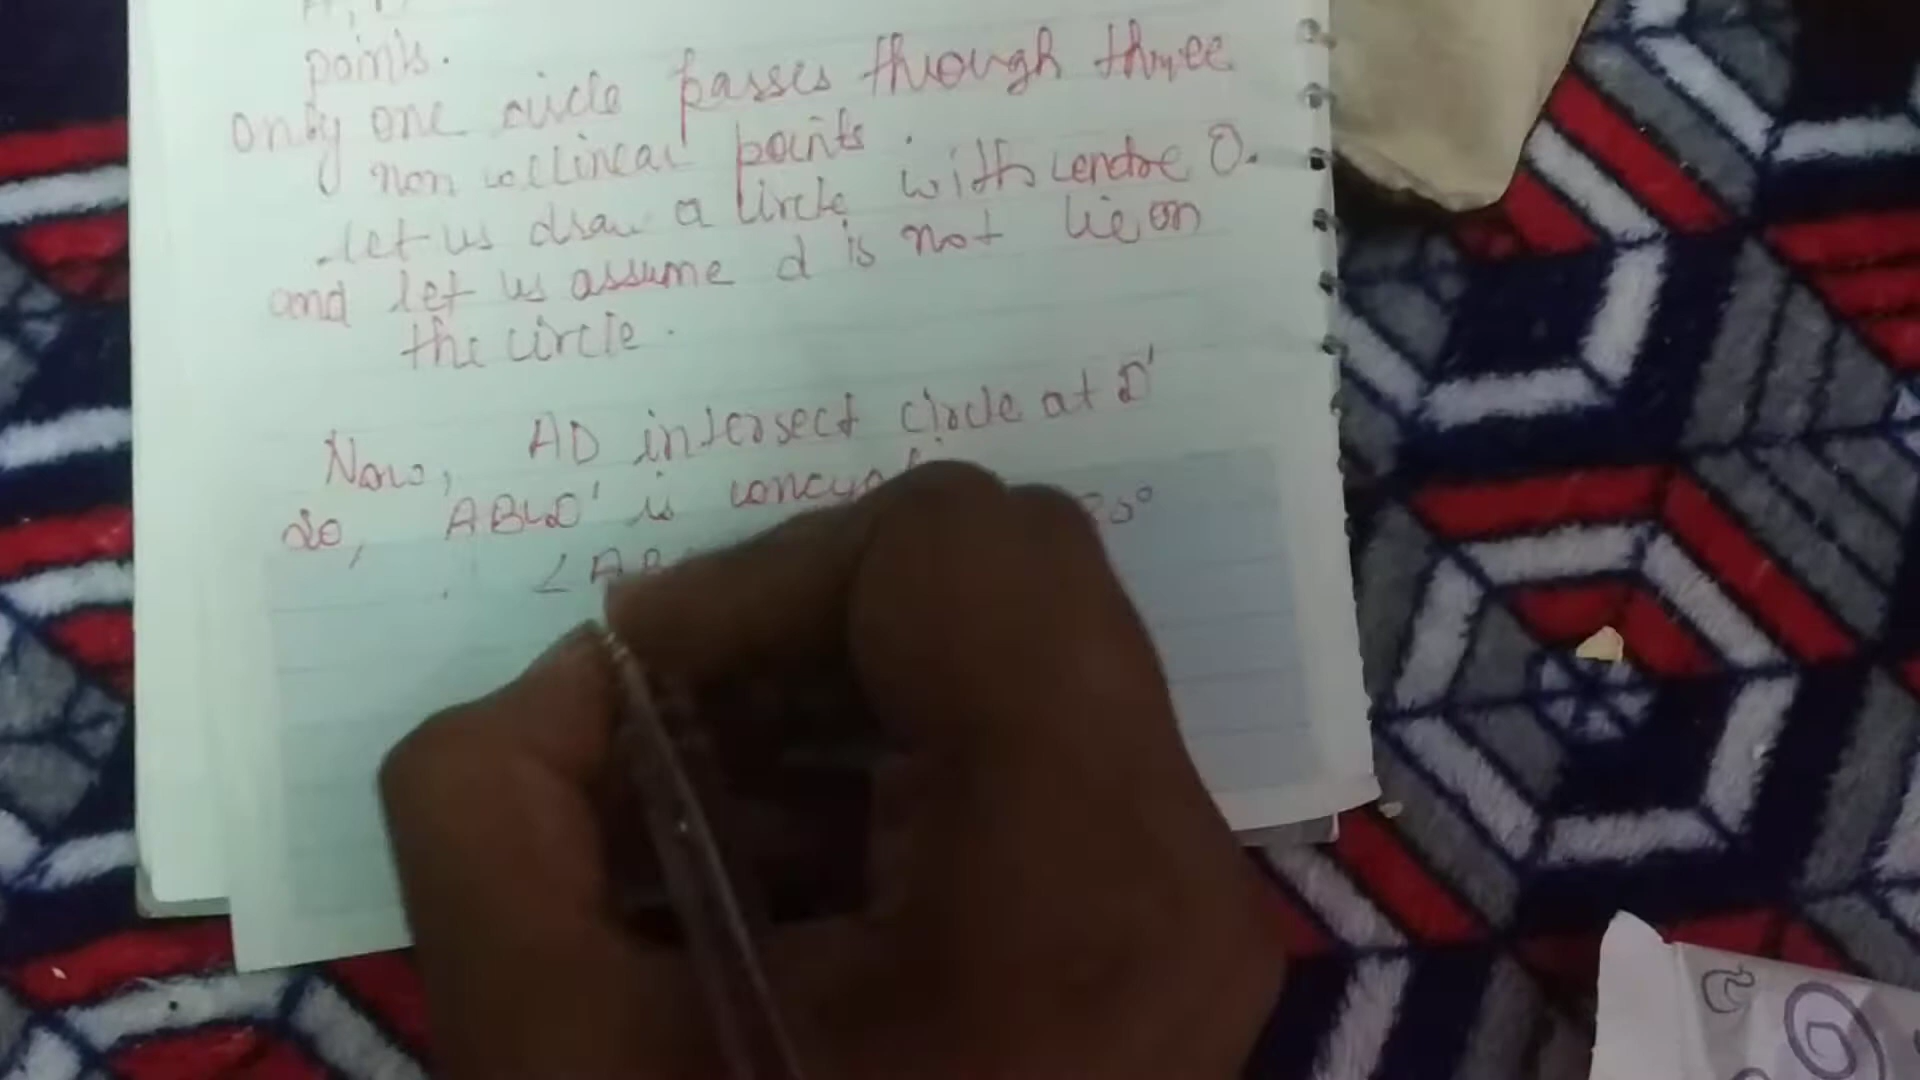 points.
only one circle passes through three
non collinear points.
let us draw a circle with centre O.
and let us assume d is not lie on
the circle.
Now, AD intersect circle at D'
So, ABCD' is
∠AB